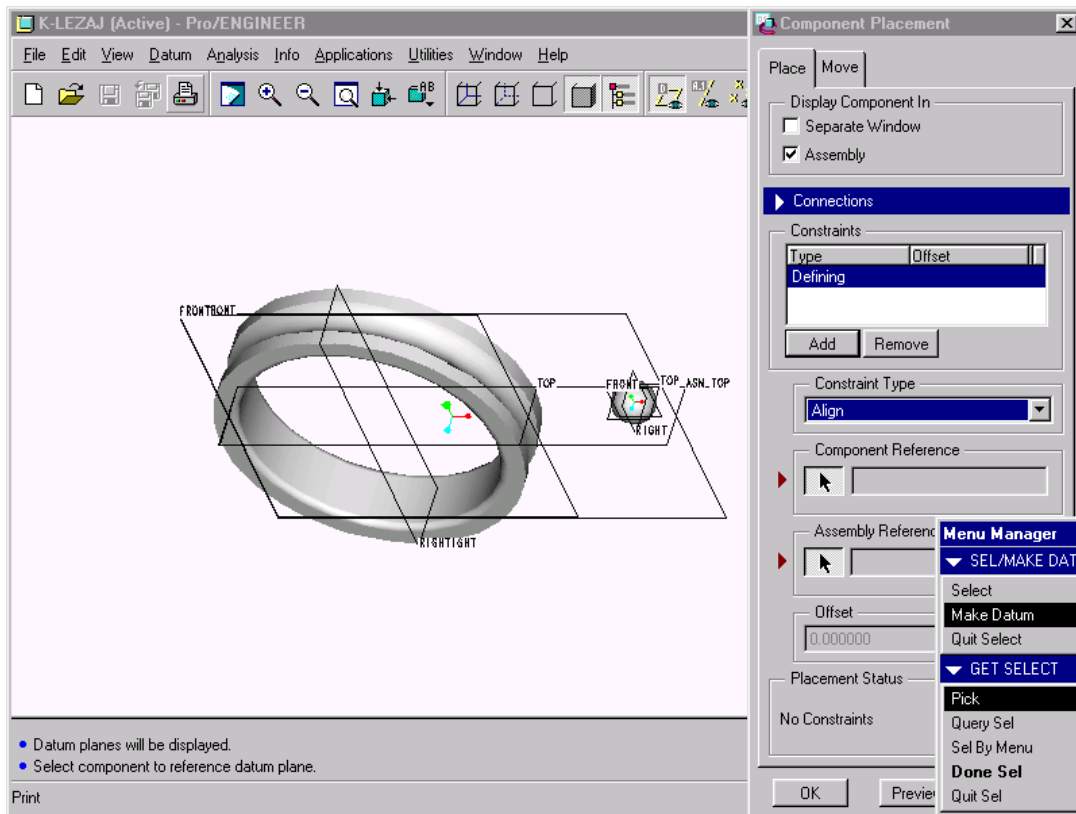 K-LEZAJ (Active) - Pro/ENGINEER
File Edit View Datum Analysis Info Applications Utilities Window Help
AB
FRONTRONT
TOP
FRONT
TOP ASM_TOP
RIGHT
RIGHTIGHT
Datum planes will be displayed.
Select component to reference datum plane.
Print
Component Placement
Place Move
Display Component In
Separate Window
Assembly
Connections
Constraints
Type Offset
Defining
Add Remove
Constraint Type
Align
Component Reference
Assembly Referenc
Offset
0.000000
Placement Status
No Constraints
OK Previe
Menu Manager
SEL/MAKE DAT
Select
Make Datum
Quit Select
GET SELECT
Pick
Query Sel
Sel By Menu
Done Sel
Quit Sel